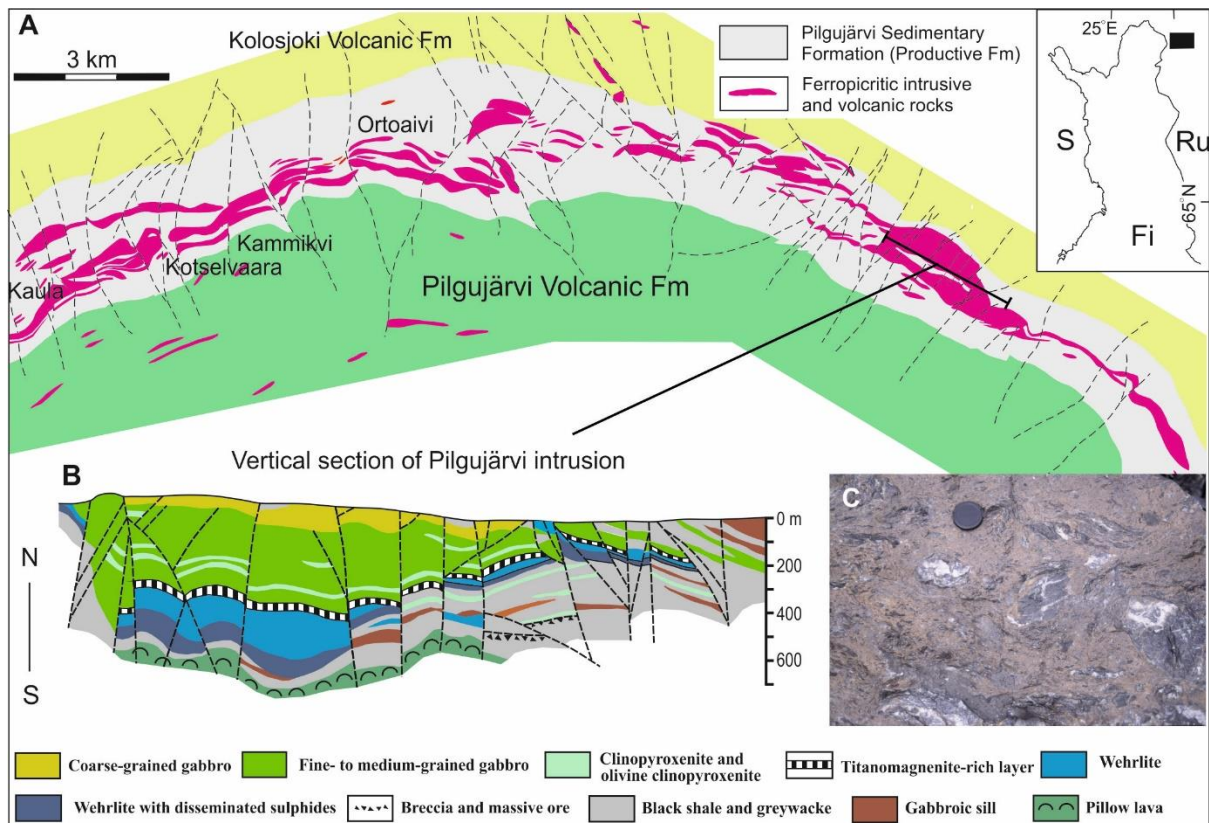 A
Kolosjoki Volcanic Fm
3 km
Pilgujärvi Sedimentary
Formation (Productive Fm)
Ferropicritic intrusive
and volcanic rocks
25°E
S
Ru
65°N
Fi
Ortoaivi
Kammikvi
Kotselvaara
Kaula
Pilgujärvi Volcanic Fm
Vertical section of Pilgujärvi intrusion
B
N
S
0 m
200
400
600
C
Coarse-grained gabbro
Fine- to medium-grained gabbro
Clinopyroxenite and
olivine clinopyroxenite
Titanomagnenite-rich layer
Wehrlite
Wehrlite with disseminated sulphides
Breccia and massive ore
Black shale and greywacke
Gabbroic sill
Pillow lava